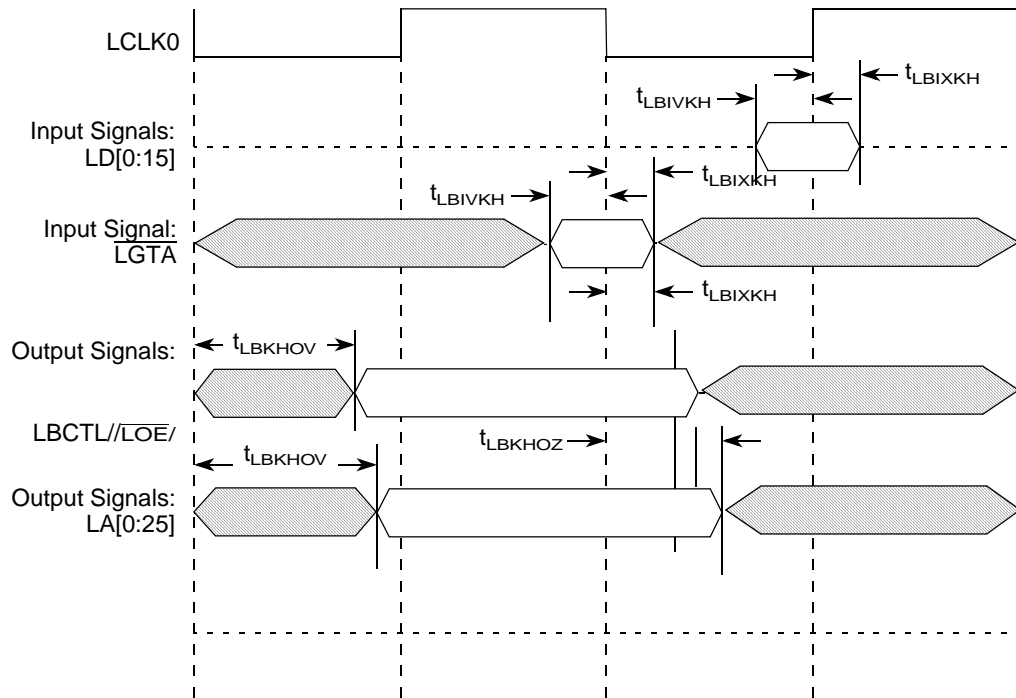 LCLK0
tLBIXKH
tLBIVKH
Input Signals:
LD[0:15]
tLBIXKH
tLBIVKH
Input Signal:
LGTA
tLBIXKH
Output Signals:
tLBKHOV
LBCTL//LOE/
tLBKHOZ
tLBKHOV
Output Signals:
LA[0:25]